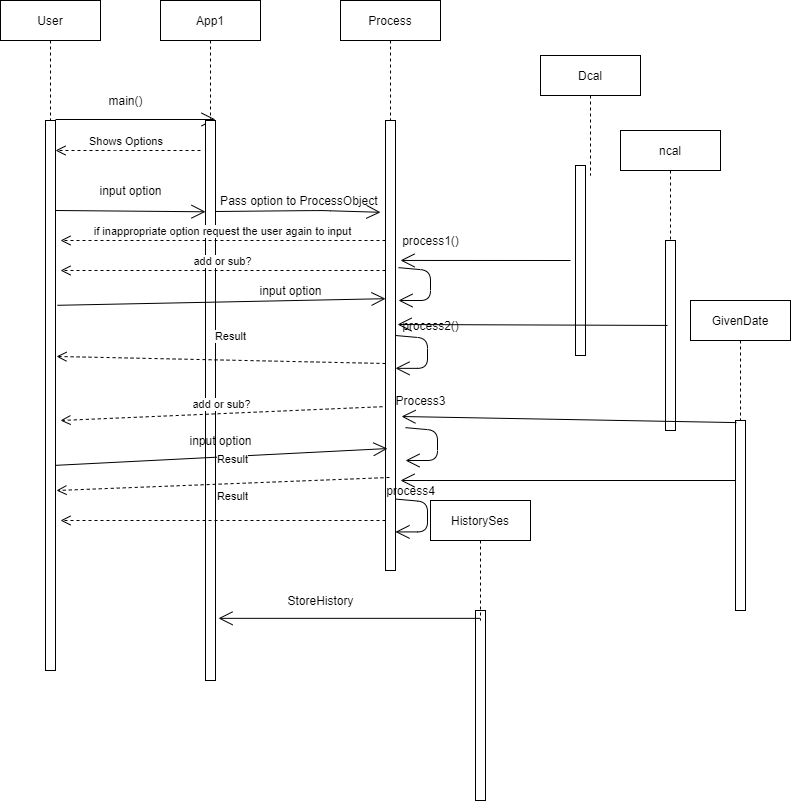 User
App1
Process
Dcal
main()
Shows Options
ncal
input option
Pass option to ProcessObject
if inappropriate option request the user again to input
process1()
add or sub?
input option
GivenDate
process2()
Result
Process3
add or sub?
input option
Result
process4
Result
HistorySes
StoreHistory